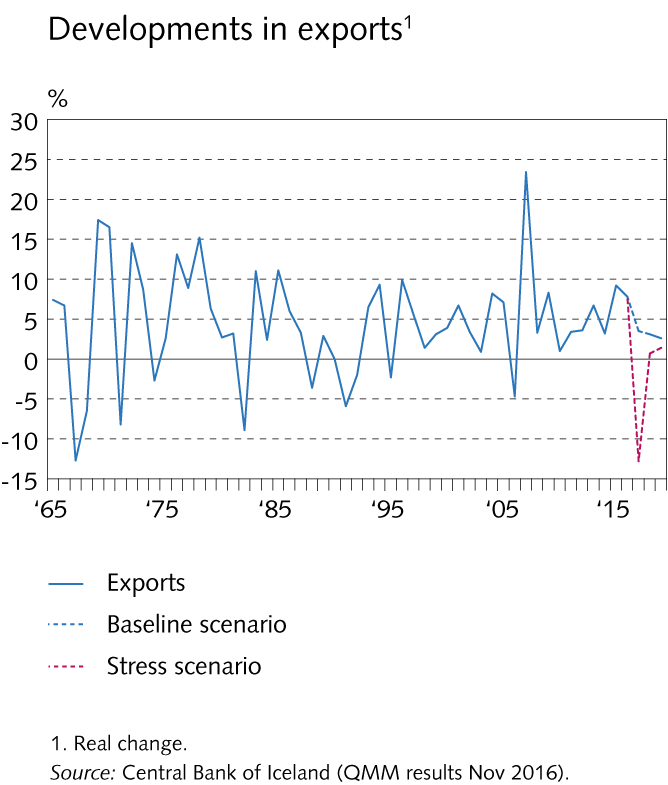 Developments in exports¹
%
30
25
20
15
10
5
0
-5
-10
-15
‘65 ‘75 ‘85 ‘95 ‘05 ‘15
Exports
Baseline scenario
Stress scenario
1. Real change.
Source: Central Bank of Iceland (QMM results Nov 2016).